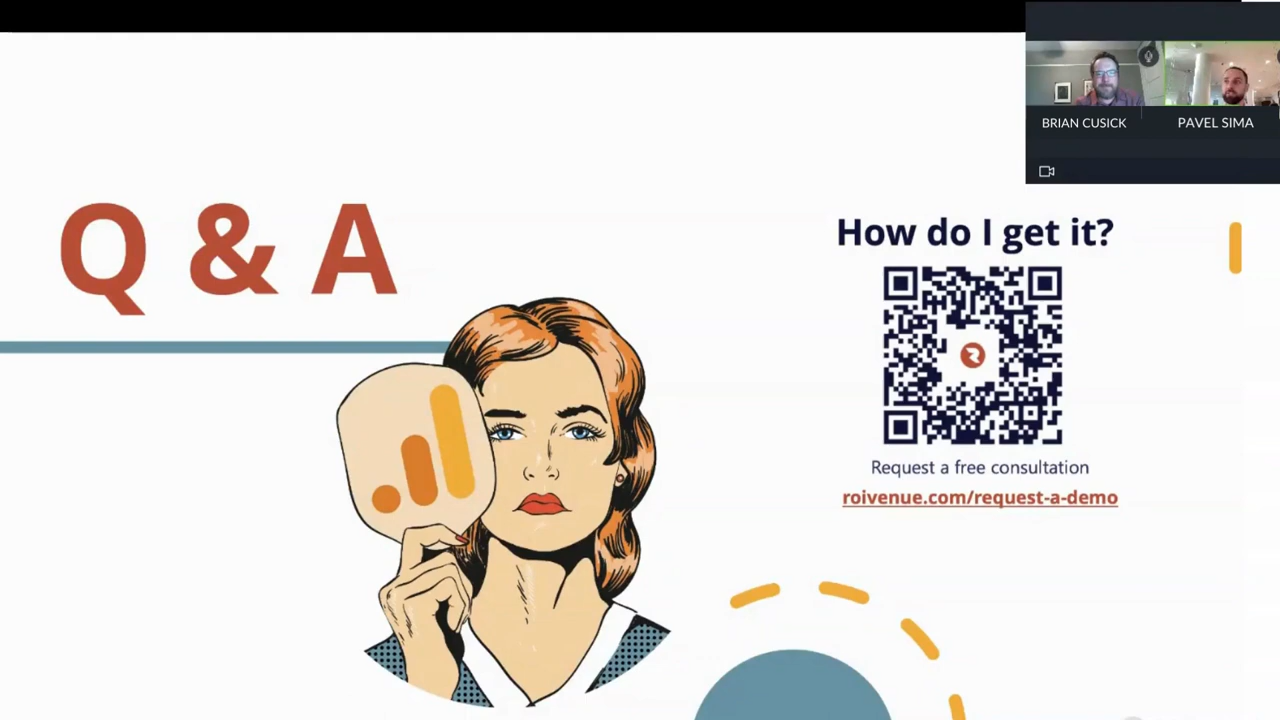 BRIAN CUSICK
PAVEL SIMA
Q & A
How do I get it?
Request a free consultation
roivenue.com/request-a-demo